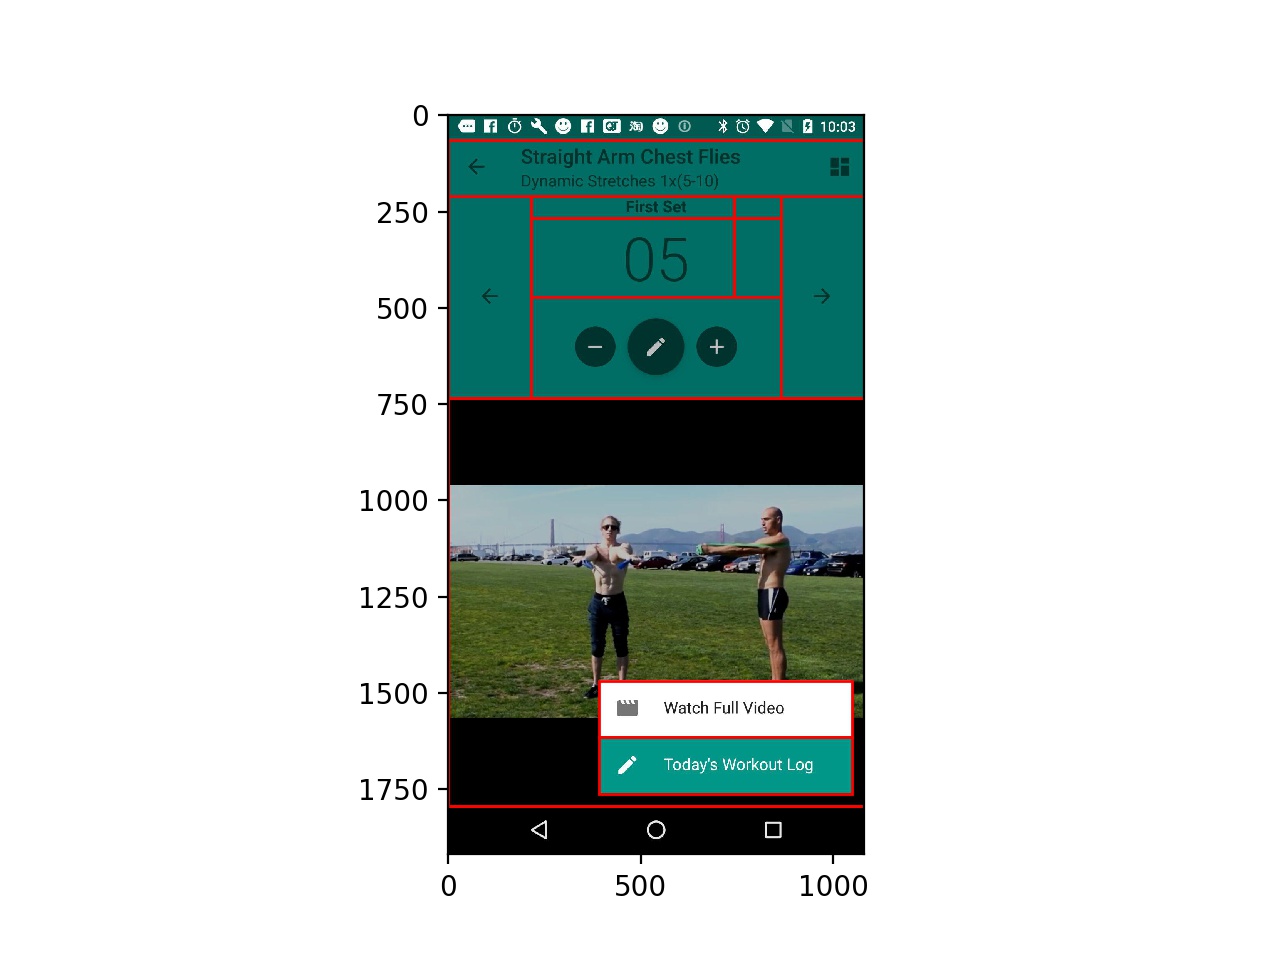 0
250
500
750
1000
1250
1500
1750
10:03
Straight Arm Chest Flies
Dynamic Stretches 1x(5-10)
First Set
05
Watch Full Video
Today's Workout Log
0
500
1000